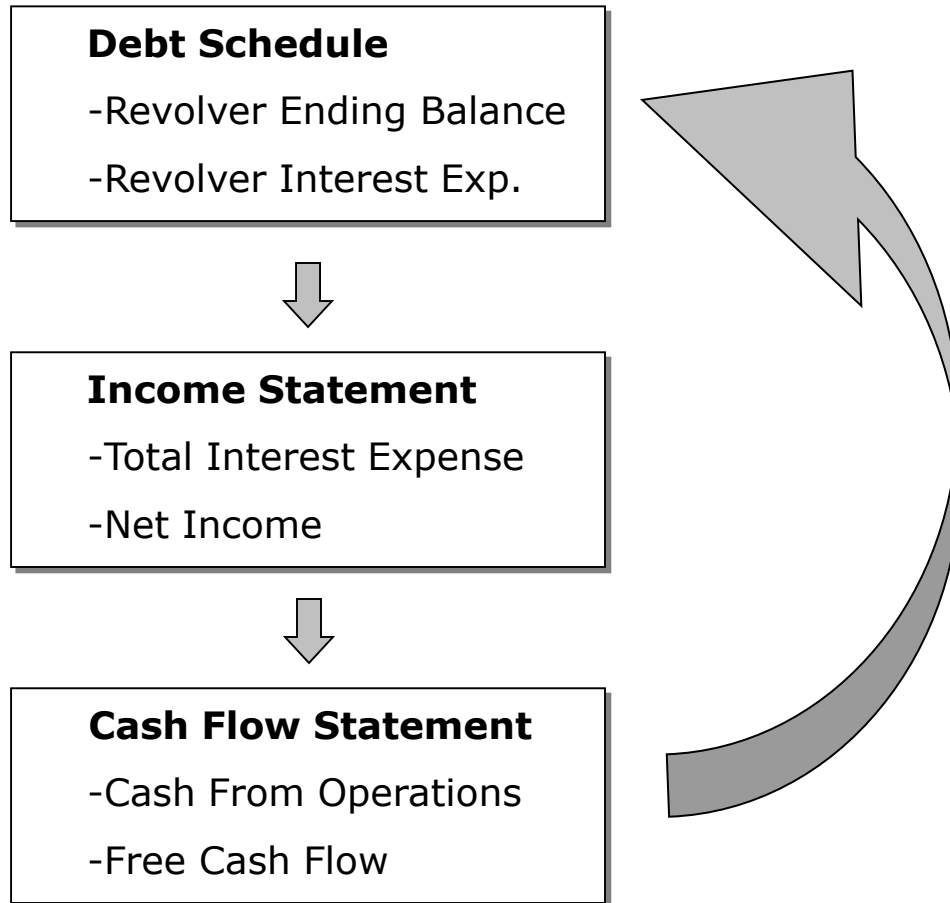 Debt Schedule
-Revolver Ending Balance
-Revolver Interest Exp.
Income Statement
-Total Interest Expense
-Net Income
Cash Flow Statement
-Cash From Operations
-Free Cash Flow